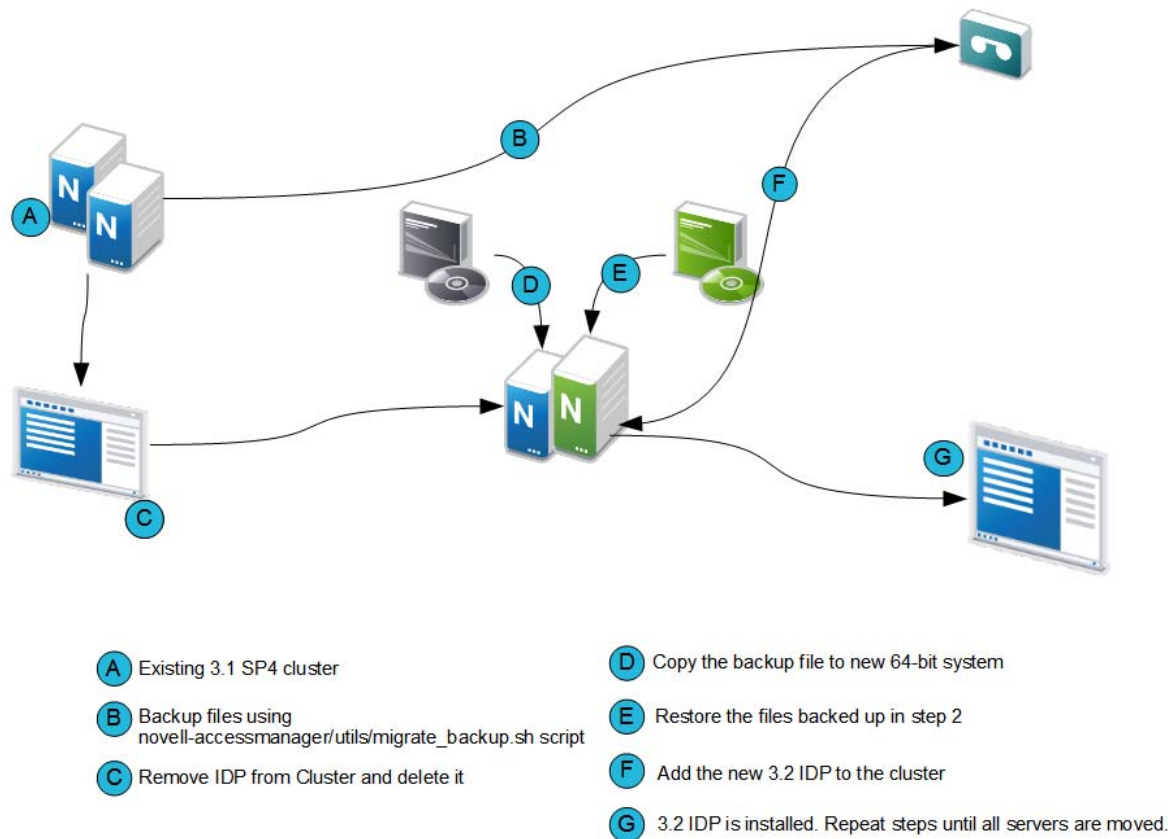 B
F
A
N
N
D
E
N
N
G
C
A Existing 3.1 SP4 cluster
B Backup files using
novell-accessmanager/utils/migrate_backup.sh script
C Remove IDP from Cluster and delete it
D Copy the backup file to new 64-bit system
E Restore the files backed up in step 2
F Add the new 3.2 IDP to the cluster
G 3.2 IDP is installed. Repeat steps until all servers are moved.